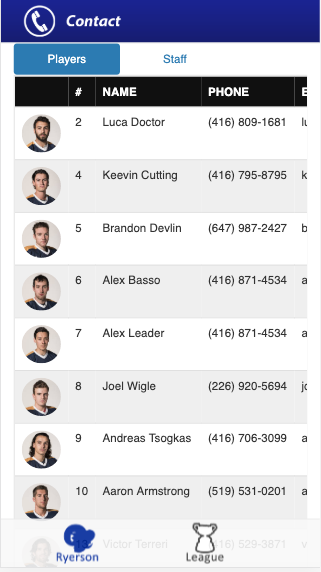 Contact
Players Staff
# NAME PHONE E
2 Luca Doctor (416) 809-1681 lu
4 Keevin Cutting (416) 795-8795 k
5 Brandon Devlin (647) 987-2427 b
6 Alex Basso (416) 871-4534 a
7 Alex Leader (416) 871-4534 a
8 Joel Wigle (226) 920-5694 jo
9 Andreas Tsogkas (416) 706-3099 a
10 Aaron Armstrong (519) 531-0201 a
Victor Terreri 416) 529-3871 v
Ryerson League